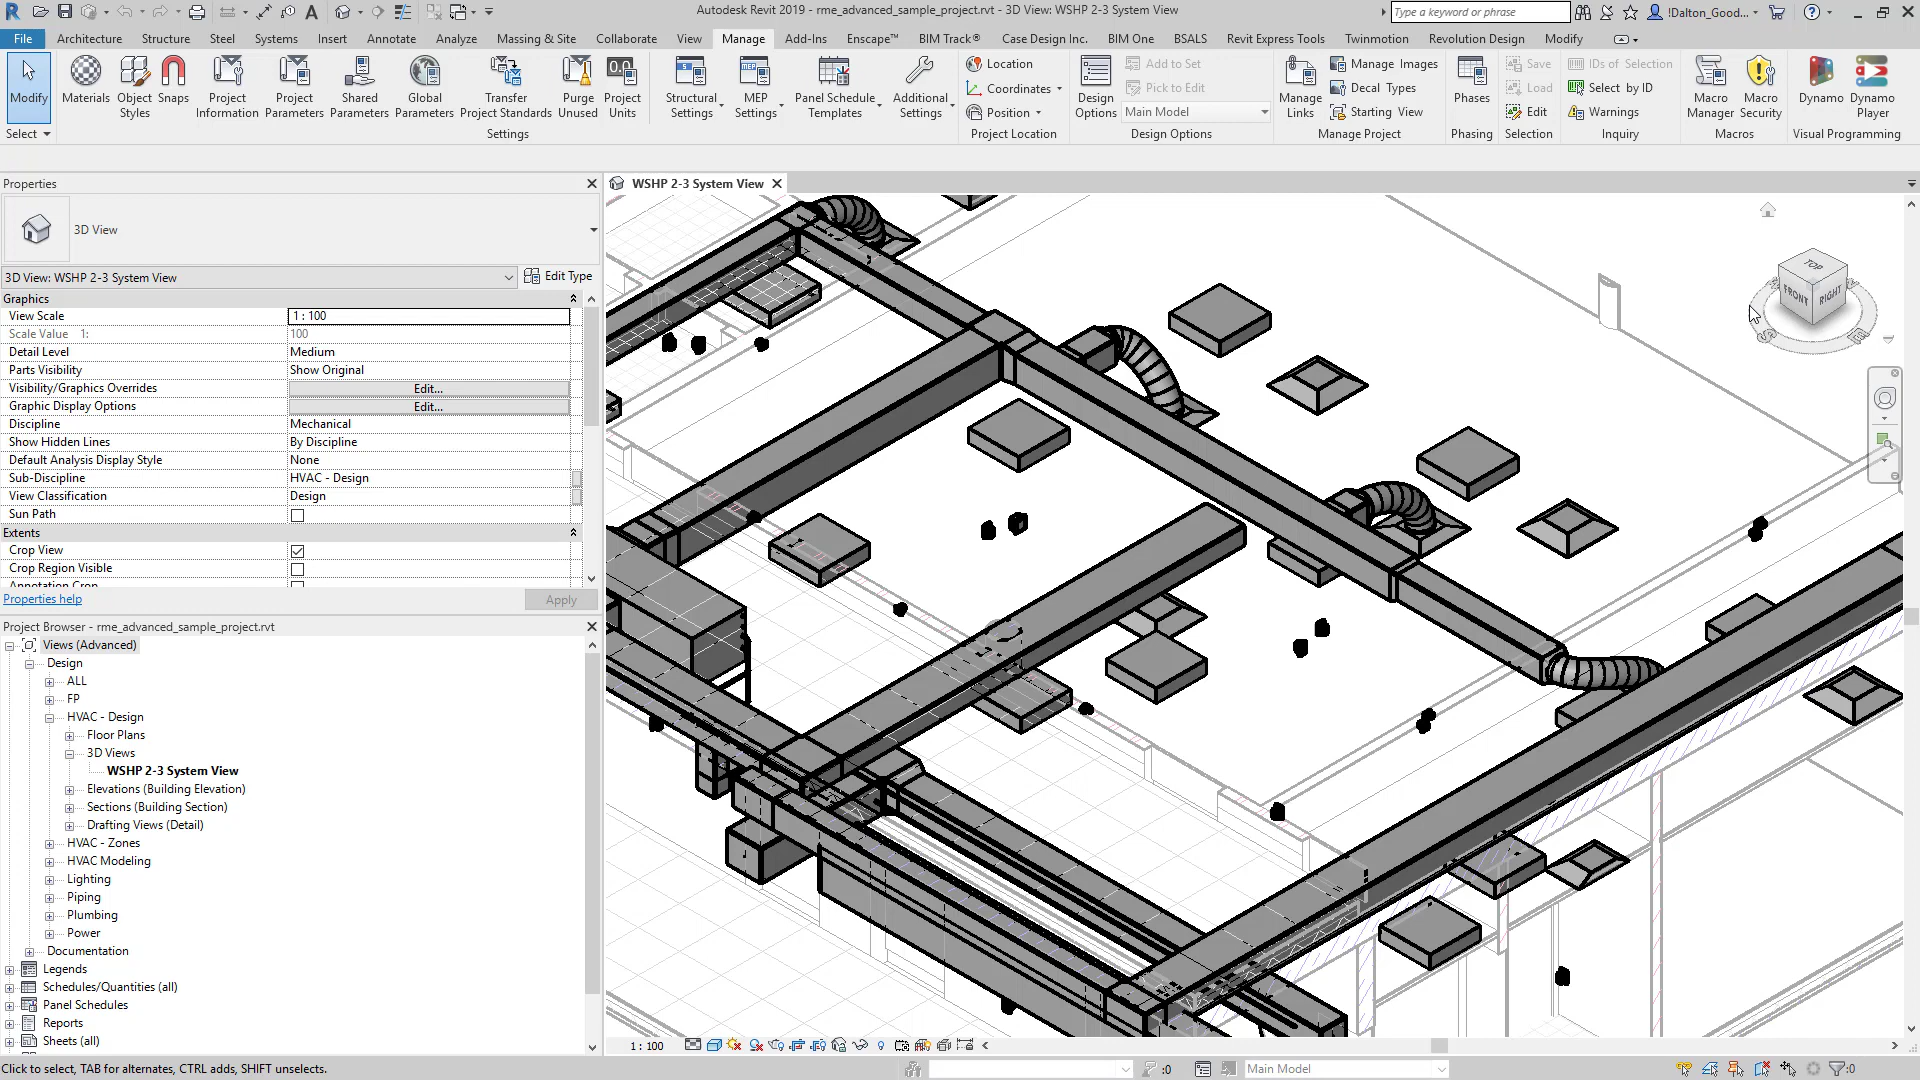 Autodesk Revit 2019 - rme_advanced_sample_project.rvt - 3D View: WSHP 2-3 System View
Type a keyword or phrase
!Dalton_Good...
File Architecture Structure Steel Systems Insert Annotate Analyze Massing & Site Collaborate View Manage Add-Ins Enscape™ BIM Track® Case Design Inc. BIM One BSALS Revit Express Tools Twinmotion Revolution Design Modify
Modify
Materials
Object
Styles
Snaps
Project
Information
Project
Parameters
Shared
Parameters
Global
Parameters
Transfer
Project Standards
Purge
Unused
Project
Units
Structural
Settings
MEP
Settings
Panel Schedule
Templates
Additional
Settings
Location
Coordinates
Position
Design
Options
Add to Set
Pick to Edit
Main Model
Manage
Links
Manage Images
Decal Types
Starting View
Phases
Save
Load
Edit
IDs of Selection
Select by ID
Warnings
Macro
Manager
Macro
Security
Dynamo
Dynamo
Player
Select
Settings
Project Location
Design Options
Manage Project
Phasing
Selection
Inquiry
Macros
Visual Programming
Properties
3D View
3D View: WSHP 2-3 System View
Edit Type
Graphics
View Scale 1 : 100
Scale Value 1: 100
Detail Level Medium
Parts Visibility Show Original
Visibility/Graphics Overrides Edit...
Graphic Display Options Edit...
Discipline Mechanical
Show Hidden Lines By Discipline
Default Analysis Display Style None
Sub-Discipline HVAC - Design
View Classification Design
Sun Path
Extents
Crop View
Crop Region Visible
Annotation Crop
Properties help
Apply
Project Browser - rme_advanced_sample_project.rvt
Views (Advanced)
Design
ALL
FP
HVAC - Design
Floor Plans
3D Views
WSHP 2-3 System View
Elevations (Building Elevation)
Sections (Building Section)
Drafting Views (Detail)
HVAC - Zones
HVAC Modeling
Lighting
Piping
Plumbing
Power
Documentation
Legends
Schedules/Quantities (all)
Panel Schedules
Reports
Sheets (all)
WSHP 2-3 System View
TOP
FRONT
RIGHT
S
E
1 : 100
Click to select, TAB for alternates, CTRL adds, SHIFT unselects.
:0
Main Model
:0